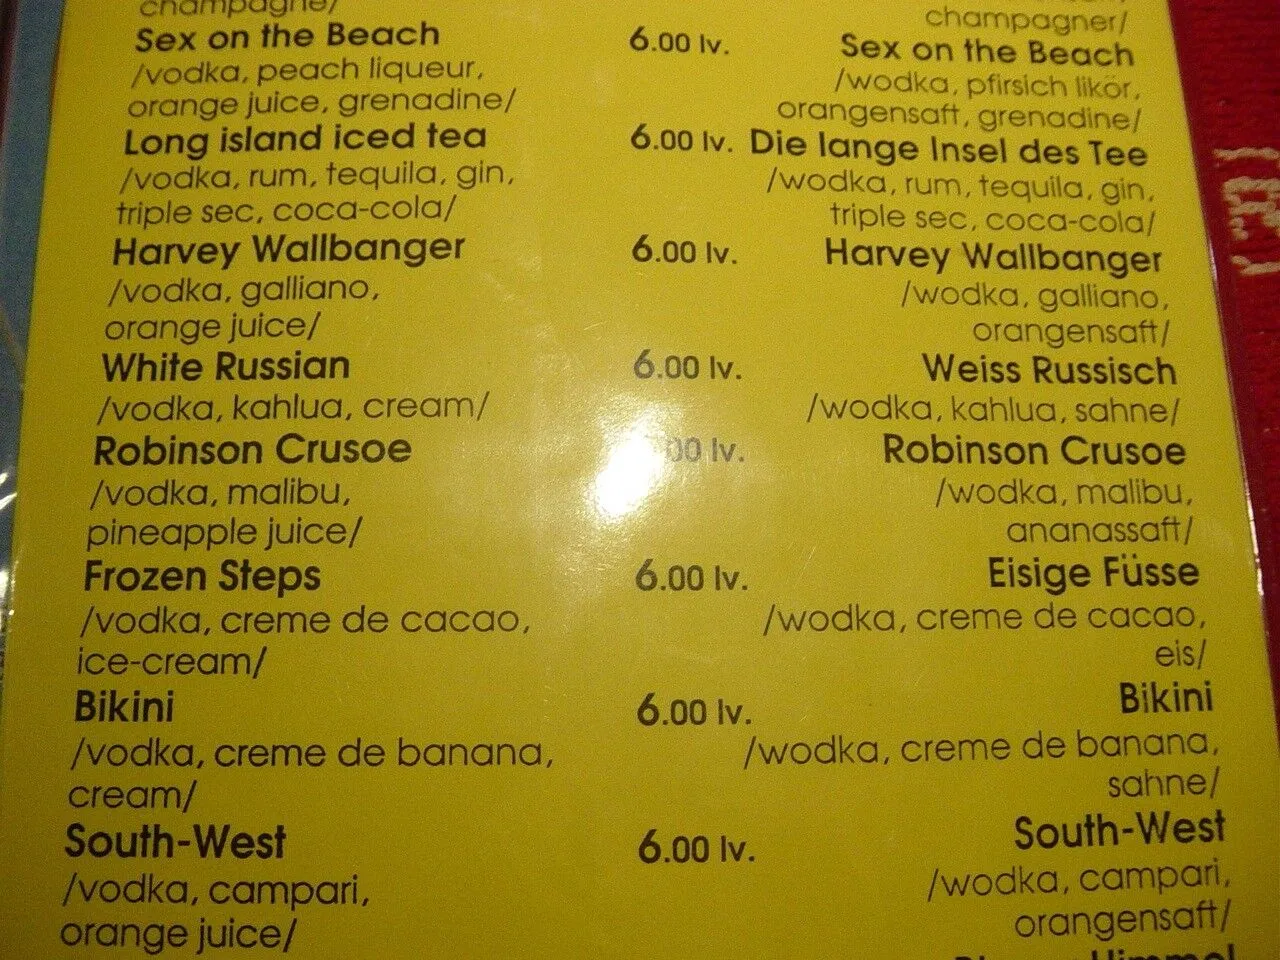 champagne/
champagner/
Sex on the Beach 6.00 lv. Sex on the Beach
/vodka, peach liqueur, /wodka, pfirsich likör,
orange juice, grenadine/ orangensaft, grenadine/
Long island iced tea 6.00 lv. Die lange Insel des Tee
/vodka, rum, tequila, gin, /wodka, rum, tequila, gin,
triple sec, coca-cola/ triple sec, coca-cola/
Harvey Wallbanger 6.00 lv. Harvey Wallbanger
/vodka, galliano, /wodka, galliano,
orange juice/ orangensaft/
White Russian 6.00 lv. Weiss Russisch
/vodka, kahlua, cream/ /wodka, kahlua, sahne/
Robinson Crusoe .00 lv. Robinson Crusoe
/vodka, malibu, /wodka, malibu,
pineapple juice/ ananassaft/
Frozen Steps 6.00 lv. Eisige Füsse
/vodka, creme de cacao, /wodka, creme de cacao,
ice-cream/ eis/
Bikini 6.00 lv. Bikini
/vodka, creme de banana, /wodka, creme de banana,
cream/ sahne/
South-West 6.00 lv. South-West
/vodka, campari, /wodka, campari,
orange juice/ orangensaft/
Himmel